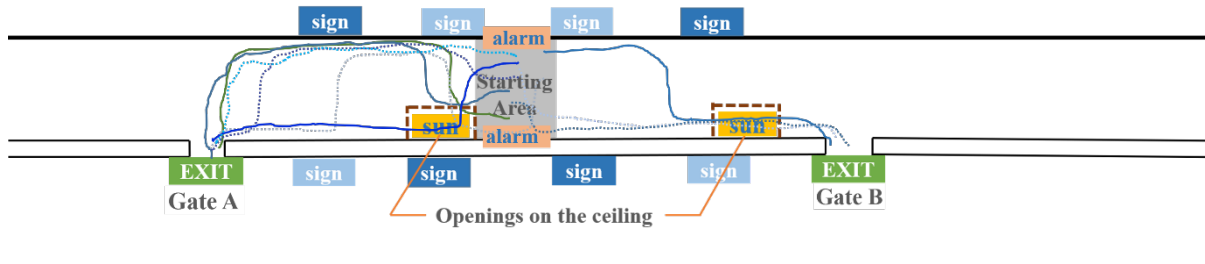 sign sign sign sign
alarm
Starting
Area
sun sun
alarm
EXIT sign sign sign sign EXIT
Gate A Gate B
Openings on the ceiling